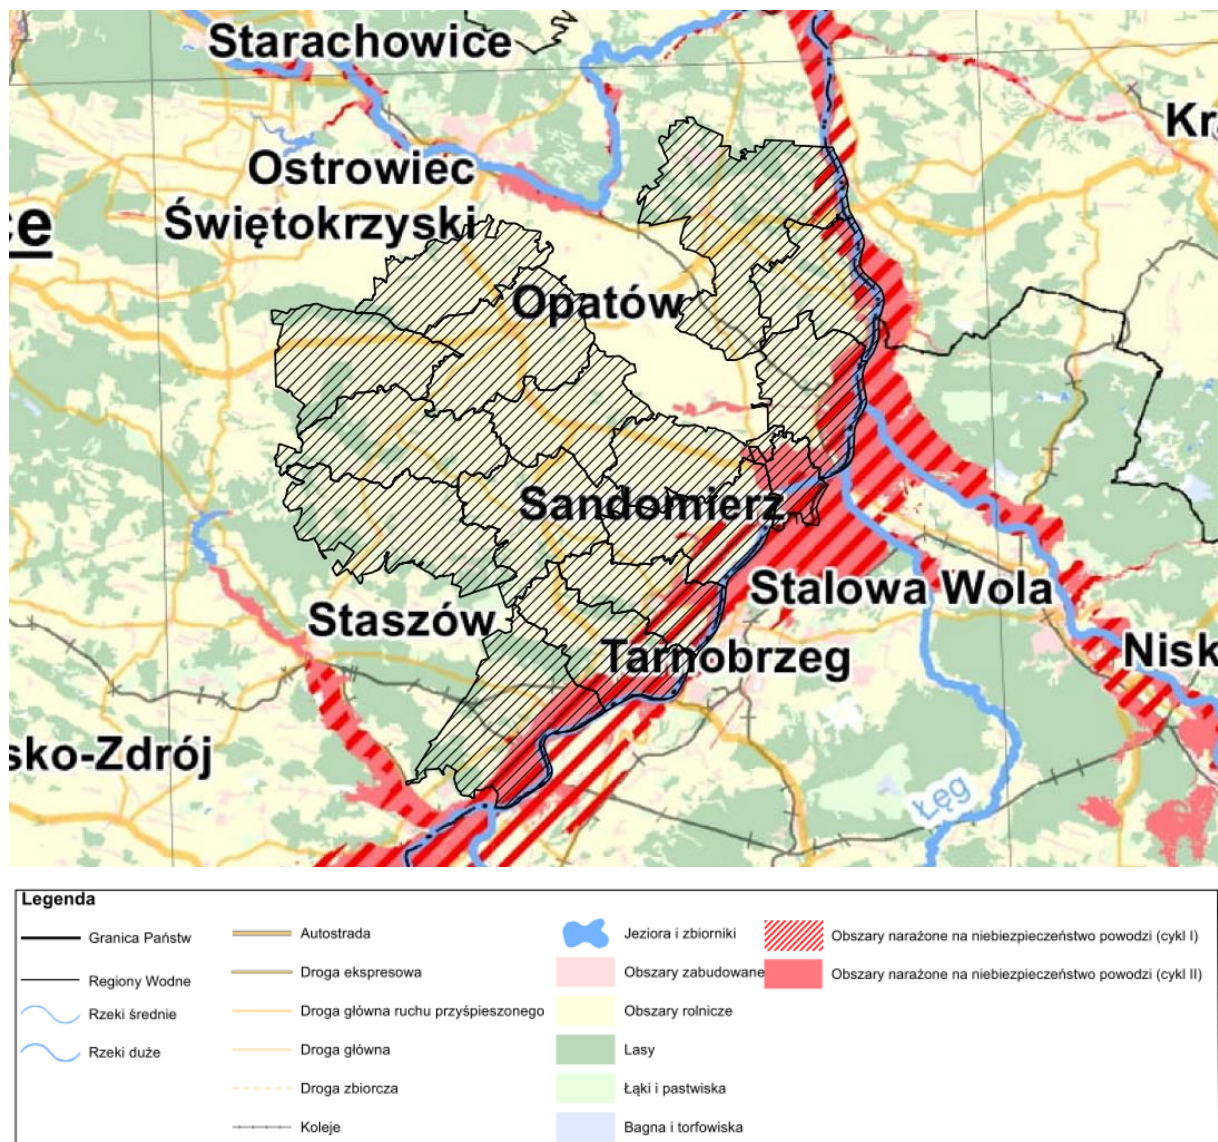 Starachowice
Kr
Ostrowiec
Świętokrzyski
ce
Opatów
Sandomierz
Stalowa Wola
Staszów
Tarnobrzeg
Nisk
sko-Zdrój
Łęg
Legenda
Granica Państw
Regiony Wodne
Rzeki średnie
Rzeki duże
Autostrada
Droga ekspresowa
Droga główna ruchu przyśpieszonego
Droga główna
Droga zbiorcza
Koleje
Jeziora i zbiorniki
Obszary zabudowane
Obszary rolnicze
Lasy
Łąki i pastwiska
Bagna i torfowiska
Obszary narażone na niebezpieczeństwo powodzi (cykl I)
Obszary narażone na niebezpieczeństwo powodzi (cykl II)